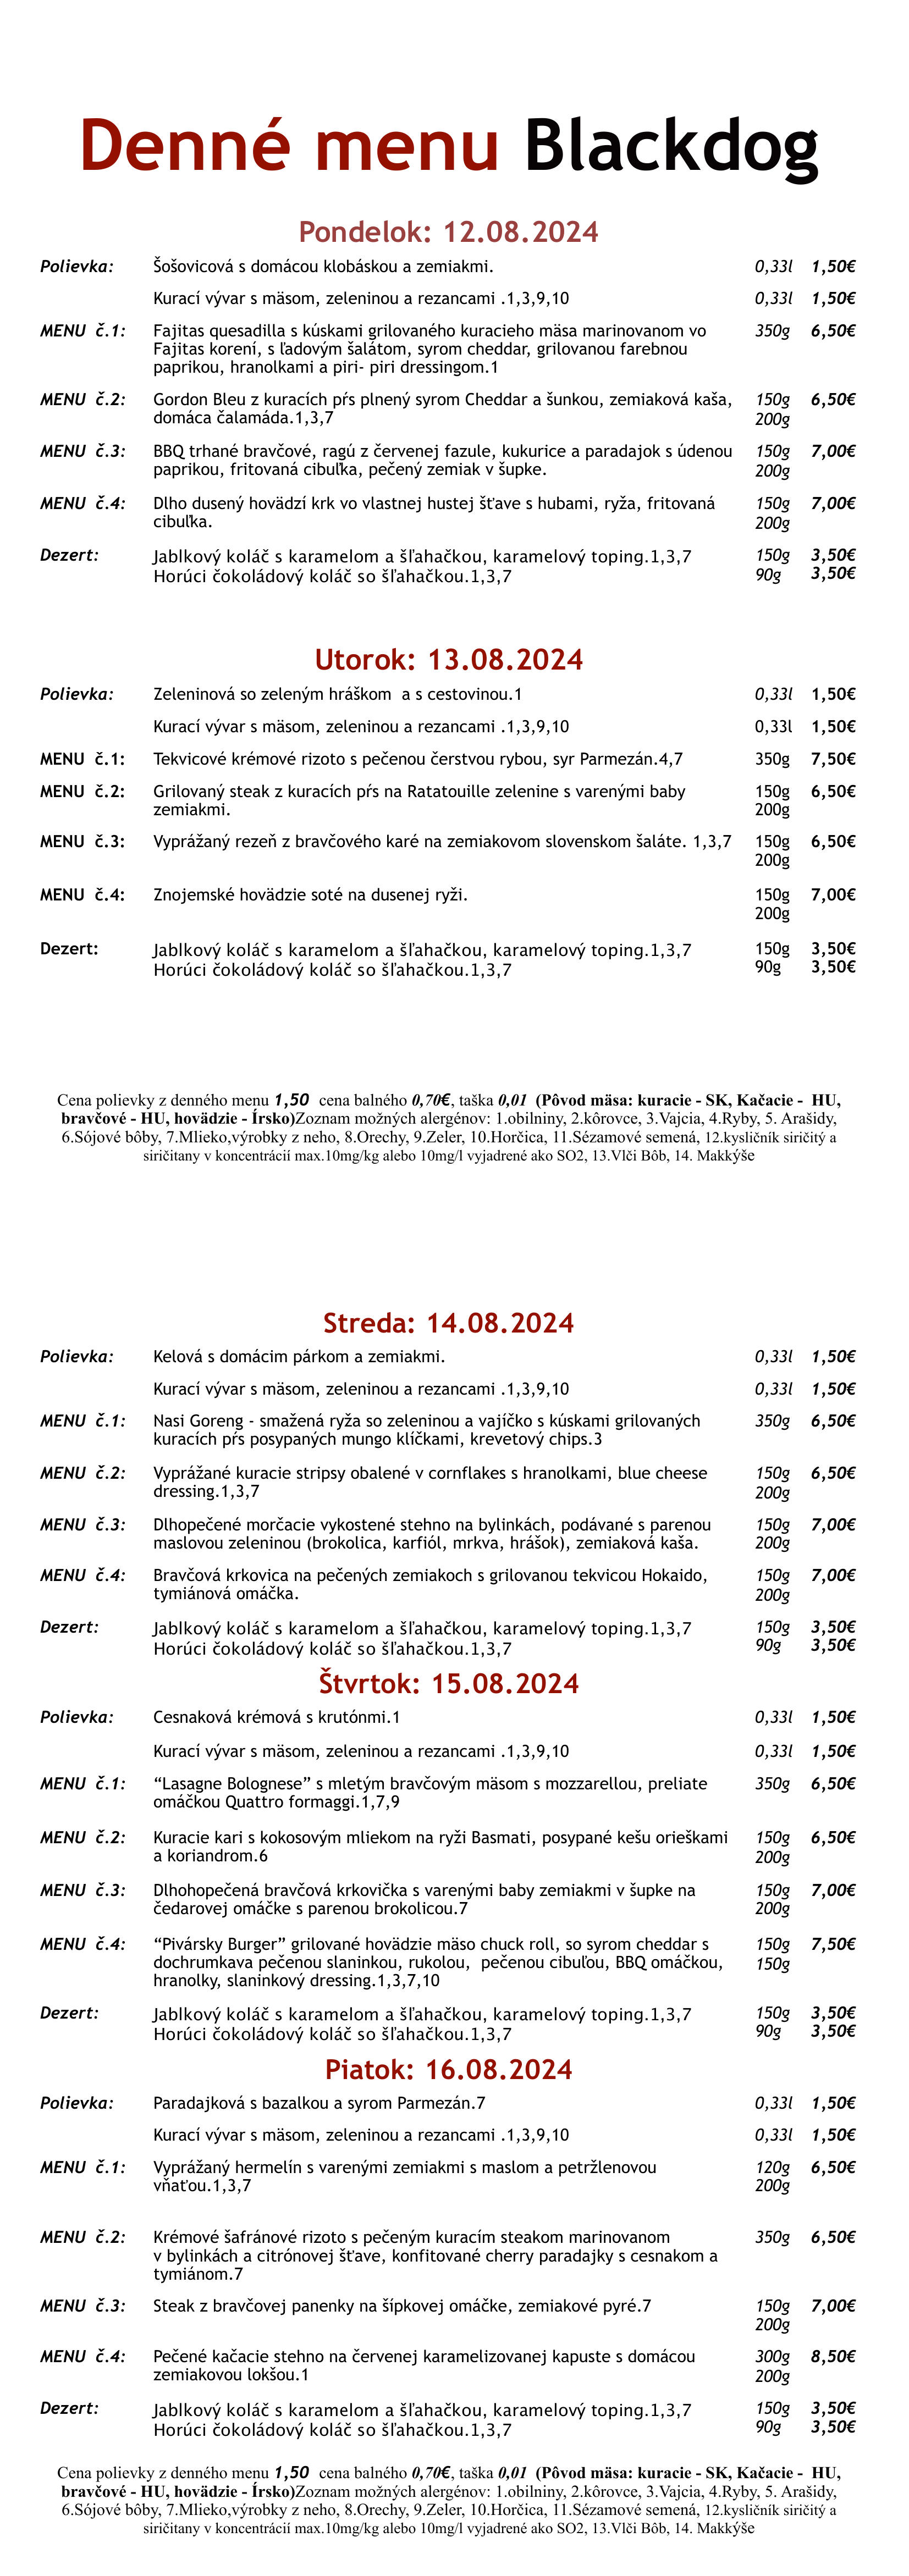 Denné menu Blackdog
Pondelok: 12.08.2024
Polievka: Šošovicová s domácou klobáskou a zemiakmi. 0,33l 1,50€
Kurací vývar s mäsom, zeleninou a rezancami .1,3,9,10 0,33l 1,50€
MENU č.1: Fajitas quesadilla s kúskami grilovaného kuracieho mäsa marinovanom vo 350g 6,50€
Fajitas korení, s ľadovým šalátom, syrom cheddar, grilovanou farebnou
paprikou, hranolkami a piri- piri dressingom.1
MENU č.2: Gordon Bleu z kuracích pŕs plnený syrom Cheddar a šunkou, zemiaková kaša, 150g 6,50€
domáca čalamáda.1,3,7 200g
MENU č.3: BBQ trhané bravčové, ragú z červenej fazule, kukurice a paradajok s údenou 150g 7,00€
paprikou, fritovaná cibuľka, pečený zemiak v šupke. 200g
MENU č.4: Dlho dusený hovädzí krk vo vlastnej hustej šťave s hubami, ryža, fritovaná 150g 7,00€
cibuľka. 200g
Dezert: Jablkový koláč s karamelom a šľahačkou, karamelový toping.1,3,7 150g 3,50€
Horúci čokoládový koláč so šľahačkou.1,3,7 90g 3,50€
Utorok: 13.08.2024
Polievka: Zeleninová so zeleným hráškom  a s cestovinou.1 0,33l 1,50€
Kurací vývar s mäsom, zeleninou a rezancami .1,3,9,10 0,33l 1,50€
MENU č.1: Tekvicové krémové rizoto s pečenou čerstvou rybou, syr Parmezán.4,7 350g 7,50€
MENU č.2: Grilovaný steak z kuracích pŕs na Ratatouille zelenine s varenými baby 150g 6,50€
zemiakmi. 200g
MENU č.3: Vyprážaný rezeň z bravčového karé na zemiakovom slovenskom šaláte. 1,3,7 150g 6,50€
200g
MENU č.4: Znojemské hovädzie soté na dusenej ryži. 150g 7,00€
200g
Dezert: Jablkový koláč s karamelom a šľahačkou, karamelový toping.1,3,7 150g 3,50€
Horúci čokoládový koláč so šľahačkou.1,3,7 90g 3,50€
Cena polievky z denného menu 1,50  cena balného 0,70€, taška 0,01  (Pôvod mäsa: kuracie - SK, Kačacie -  HU,
bravčové - HU, hovädzie - Írsko)Zoznam možných alergénov: 1.obilniny, 2.kôrovce, 3.Vajcia, 4.Ryby, 5. Arašidy,
6.Sójové bôby, 7.Mlieko,výrobky z neho, 8.Orechy, 9.Zeler, 10.Horčica, 11.Sézamové semená, 12.kysličník siričitý a
siričitany v koncentrácií max.10mg/kg alebo 10mg/l vyjadrené ako SO2, 13.Vlči Bôb, 14. Makkýše
Streda: 14.08.2024
Polievka: Kelová s domácim párkom a zemiakmi. 0,33l 1,50€
Kurací vývar s mäsom, zeleninou a rezancami .1,3,9,10 0,33l 1,50€
MENU č.1: Nasi Goreng - smažená ryža so zeleninou a vajíčko s kúskami grilovaných 350g 6,50€
kuracích pŕs posypaných mungo klíčkami, krevetový chips.3
MENU č.2: Vyprážané kuracie stripsy obalené v cornflakes s hranolkami, blue cheese 150g 6,50€
dressing.1,3,7 200g
MENU č.3: Dlhopečené morčacie vykostené stehno na bylinkách, podávané s parenou 150g 7,00€
maslovou zeleninou (brokolica, karfiól, mrkva, hrášok), zemiaková kaša. 200g
MENU č.4: Bravčová krkovica na pečených zemiakoch s grilovanou tekvicou Hokaido, 150g 7,00€
tymiánová omáčka. 200g
Dezert: Jablkový koláč s karamelom a šľahačkou, karamelový toping.1,3,7 150g 3,50€
Horúci čokoládový koláč so šľahačkou.1,3,7 90g 3,50€
Štvrtok: 15.08.2024
Polievka: Cesnaková krémová s krutónmi.1 0,33l 1,50€
Kurací vývar s mäsom, zeleninou a rezancami .1,3,9,10 0,33l 1,50€
MENU č.1: “Lasagne Bolognese” s mletým bravčovým mäsom s mozzarellou, preliate 350g 6,50€
omáčkou Quattro formaggi.1,7,9
MENU č.2: Kuracie kari s kokosovým mliekom na ryži Basmati, posypané kešu orieškami 150g 6,50€
a koriandrom.6 200g
MENU č.3: Dlhohopečená bravčová krkovička s varenými baby zemiakmi v šupke na 150g 7,00€
čedarovej omáčke s parenou brokolicou.7 200g
MENU č.4: “Pivársky Burger” grilované hovädzie mäso chuck roll, so syrom cheddar s 150g 7,50€
dochrumkava pečenou slaninkou, rukolou,  pečenou cibuľou, BBQ omáčkou, 150g
hranolky, slaninkový dressing.1,3,7,10
Dezert: Jablkový koláč s karamelom a šľahačkou, karamelový toping.1,3,7 150g 3,50€
Horúci čokoládový koláč so šľahačkou.1,3,7 90g 3,50€
Piatok: 16.08.2024
Polievka: Paradajková s bazalkou a syrom Parmezán.7 0,33l 1,50€
Kurací vývar s mäsom, zeleninou a rezancami .1,3,9,10 0,33l 1,50€
MENU č.1: Vyprážaný hermelín s varenými zemiakmi s maslom a petržlenovou 120g 6,50€
vňaťou.1,3,7 200g
MENU č.2: Krémové šafránové rizoto s pečeným kuracím steakom marinovanom 350g 6,50€
v bylinkách a citrónovej šťave, konfitované cherry paradajky s cesnakom a
tymiánom.7
MENU č.3: Steak z bravčovej panenky na šípkovej omáčke, zemiakové pyré.7 150g 7,00€
200g
MENU č.4: Pečené kačacie stehno na červenej karamelizovanej kapuste s domácou 300g 8,50€
zemiakovou lokšou.1 200g
Dezert: Jablkový koláč s karamelom a šľahačkou, karamelový toping.1,3,7 150g 3,50€
Horúci čokoládový koláč so šľahačkou.1,3,7 90g 3,50€
Cena polievky z denného menu 1,50  cena balného 0,70€, taška 0,01  (Pôvod mäsa: kuracie - SK, Kačacie -  HU,
bravčové - HU, hovädzie - Írsko)Zoznam možných alergénov: 1.obilniny, 2.kôrovce, 3.Vajcia, 4.Ryby, 5. Arašidy,
6.Sójové bôby, 7.Mlieko,výrobky z neho, 8.Orechy, 9.Zeler, 10.Horčica, 11.Sézamové semená, 12.kysličník siričitý a
siričitany v koncentrácií max.10mg/kg alebo 10mg/l vyjadrené ako SO2, 13.Vlči Bôb, 14. Makkýše